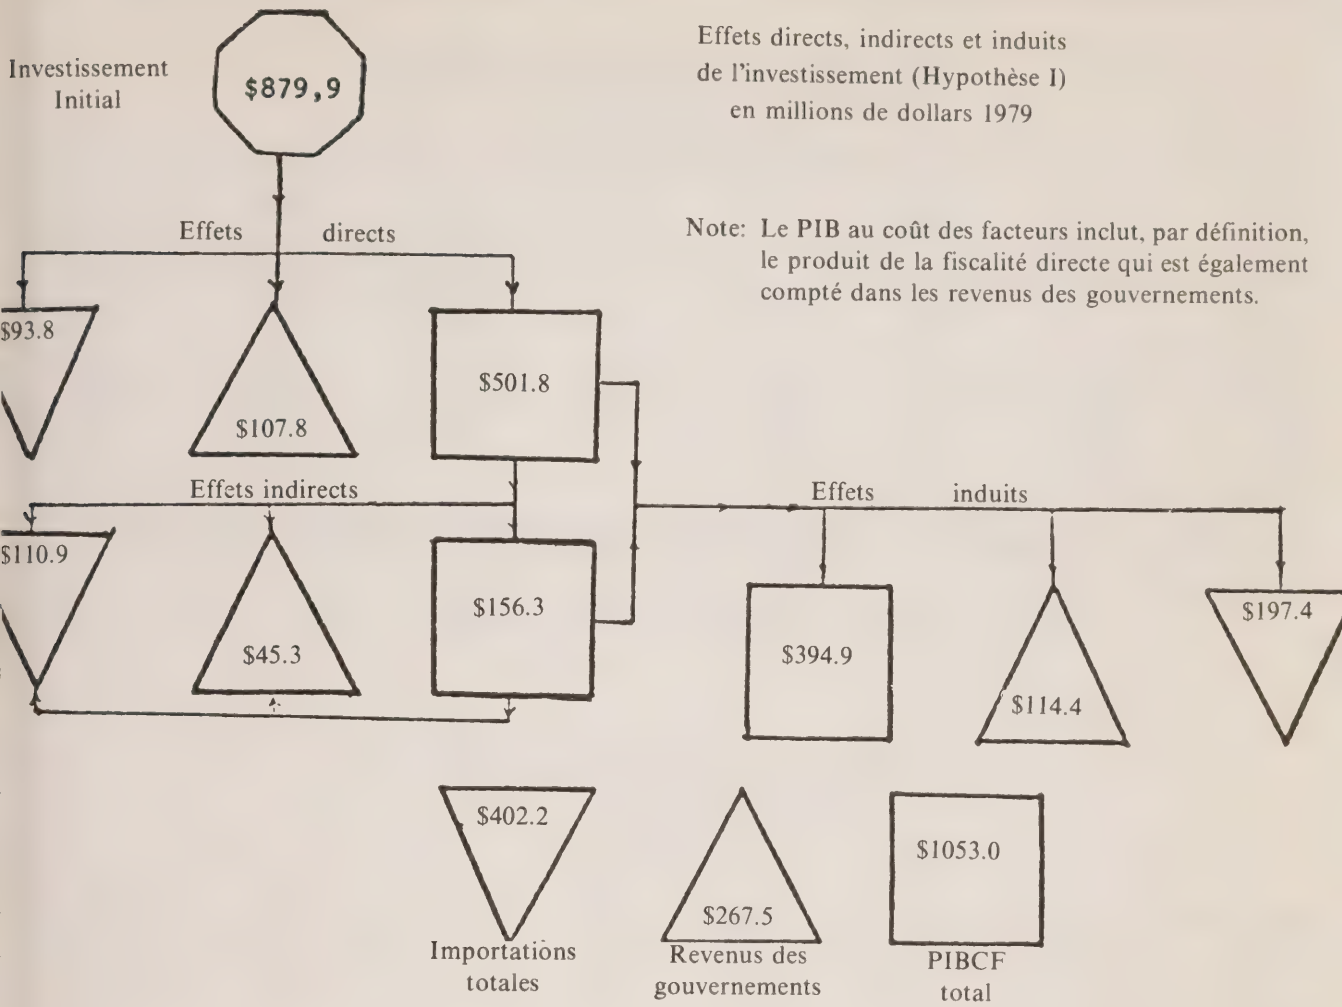 Investissement
Initial
$879,9
Effets directs, indirects et induits
de l'investissement (Hypothèse I)
en millions de dollars 1979
Effets directs
Note: Le PIB au coût des facteurs inclut, par définition,
le produit de la fiscalité directe qui est également
compté dans les revenus des gouvernements.
$93.8
$107.8
$501.8
Effets indirects
Effets induits
$110.9
$45.3
$156.3
$394.9
$114.4
$197.4
$402.2
$267.5
$1053.0
Importations
totales
Revenus des
gouvernements
PIBCF
total